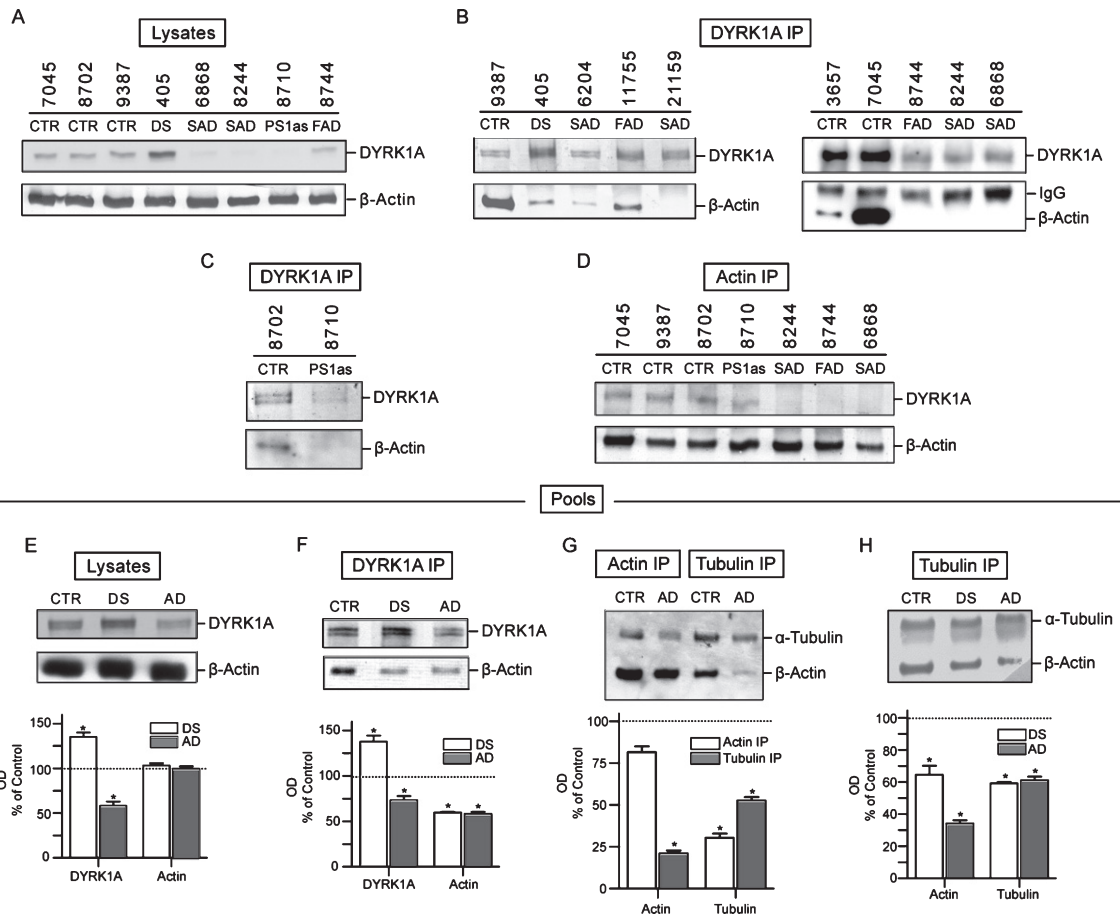 A
Lysates
7045 8702 9387 405 6868 8244 8710 8744
CTR CTR CTR DS SAD SAD PS1as FAD
DYRK1A
β-Actin
B
DYRK1A IP
9387 405 6204 11755 21159
CTR DS SAD FAD SAD
DYRK1A
β-Actin
3657 7045 8744 8244 6868
CTR CTR FAD SAD SAD
DYRK1A
IgG
β-Actin
C
DYRK1A IP
8702 8710
CTR PS1as
DYRK1A
β-Actin
D
Actin IP
7045 9387 8702 8710 8244 8744 6868
CTR CTR CTR PS1as SAD FAD SAD
DYRK1A
β-Actin
Pools
E
Lysates
CTR DS AD
DYRK1A
β-Actin
OD
% of Control
150
100
50
0
* *
DS
AD
DYRK1A Actin
F
DYRK1A IP
CTR DS AD
DYRK1A
β-Actin
OD
% of Control
150
100
50
0
* * * *
DS
AD
DYRK1A Actin
G
Actin IP Tubulin IP
CTR AD CTR AD
α-Tubulin
β-Actin
OD
% of Control
100
75
50
25
0
* * *
Actin IP
Tubulin IP
Actin Tubulin
H
Tubulin IP
CTR DS AD
α-Tubulin
β-Actin
OD
% of Control
100
80
60
40
20
0
* * * *
DS
AD
Actin Tubulin